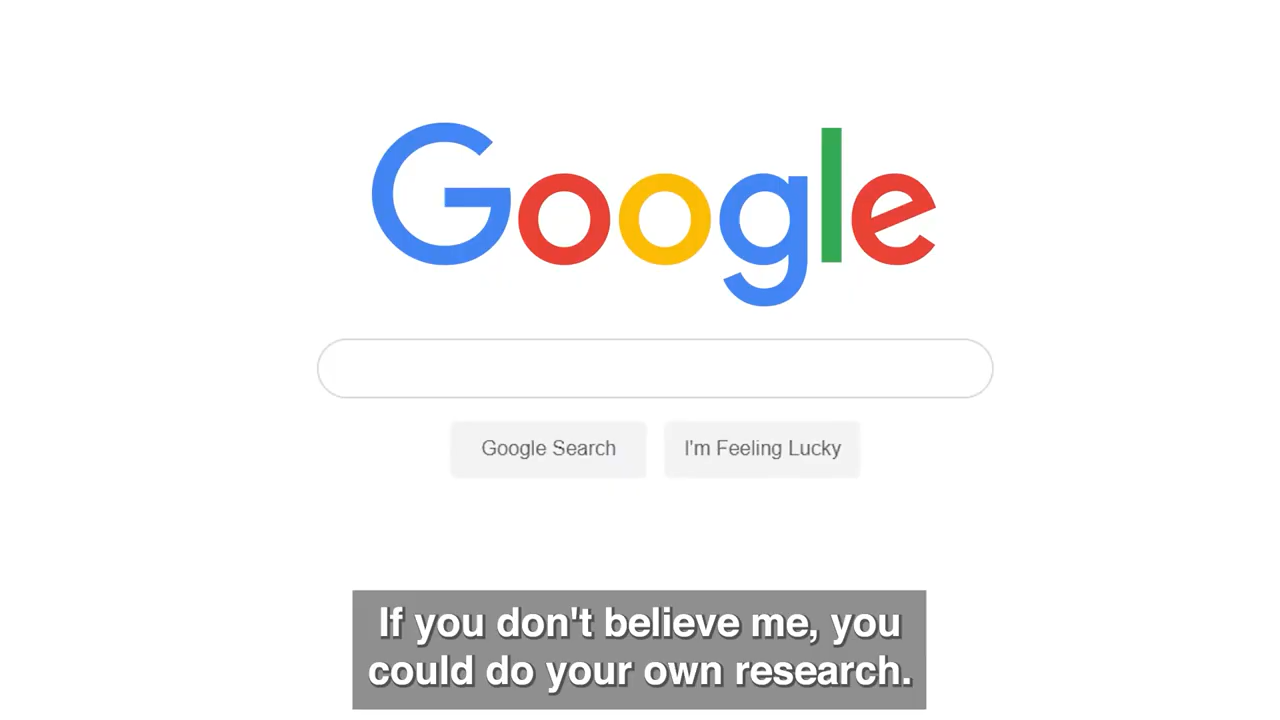 Google
Google Search
I'm Feeling Lucky
If you don't believe me, you
could do your own research.